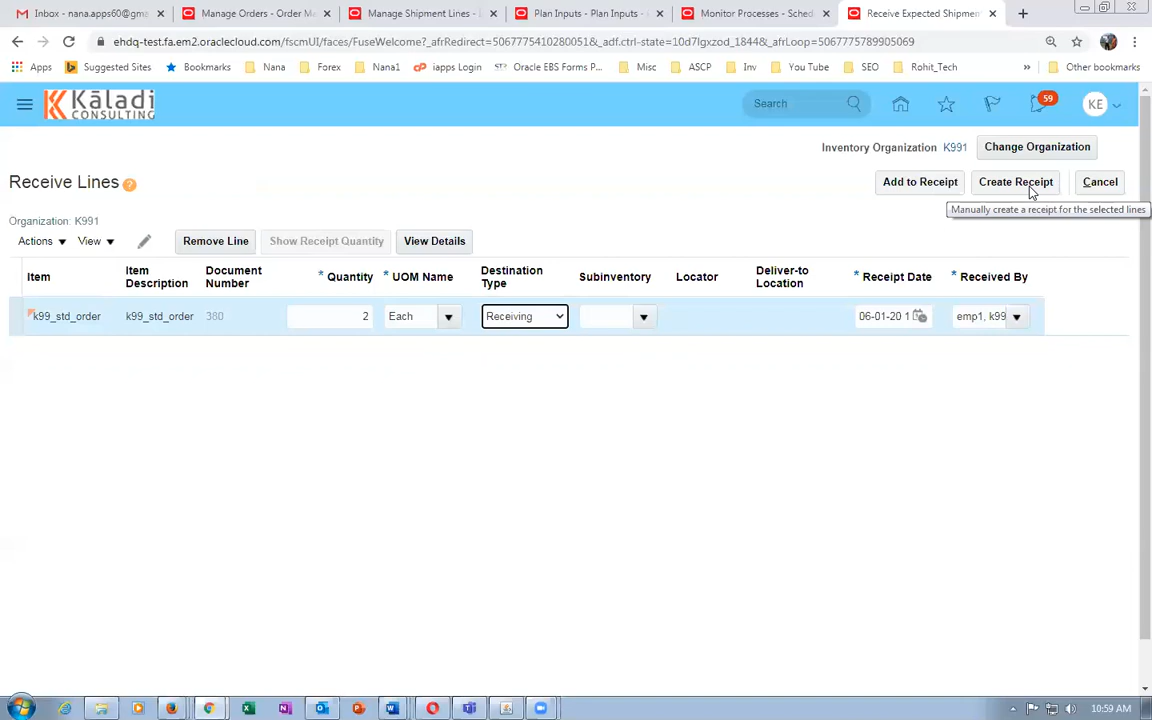 Inbox - nana.apps60@gm Manage Orders - Order M Manage Shipment Lines - Plan Inputs - Plan Inputs - Monitor Processes - Sched Receive Expected Shipmen
ehdq-test.fa.em2.oraclecloud.com/fscmUI/faces/FuseWelcome?_afrRedirect=5067775410280051&_adf.ctrl-state=10d7lgxzod_1844&_afrLoop=5067775789905069
Apps Suggested Sites Bookmarks Nana Forex Nana1 iapps Login Oracle EBS Forms P... Misc ASCP Inv You Tube SEO Rohit_Tech » Other bookmarks
Kāladi
CONSULTING
Search 59 KE
Inventory Organization K991 Change Organization
Receive Lines ? Add to Receipt Create Receipt Cancel
Manually create a receipt for the selected lines
Organization: K991
Actions View Remove Line Show Receipt Quantity View Details
Item Item Description Document Number * Quantity * UOM Name Destination Type Subinventory Locator Deliver-to Location * Receipt Date * Received By
k99_std_order k99_std_order 380 2 Each Receiving 06-01-20 1 emp1, k99
10:59 AM